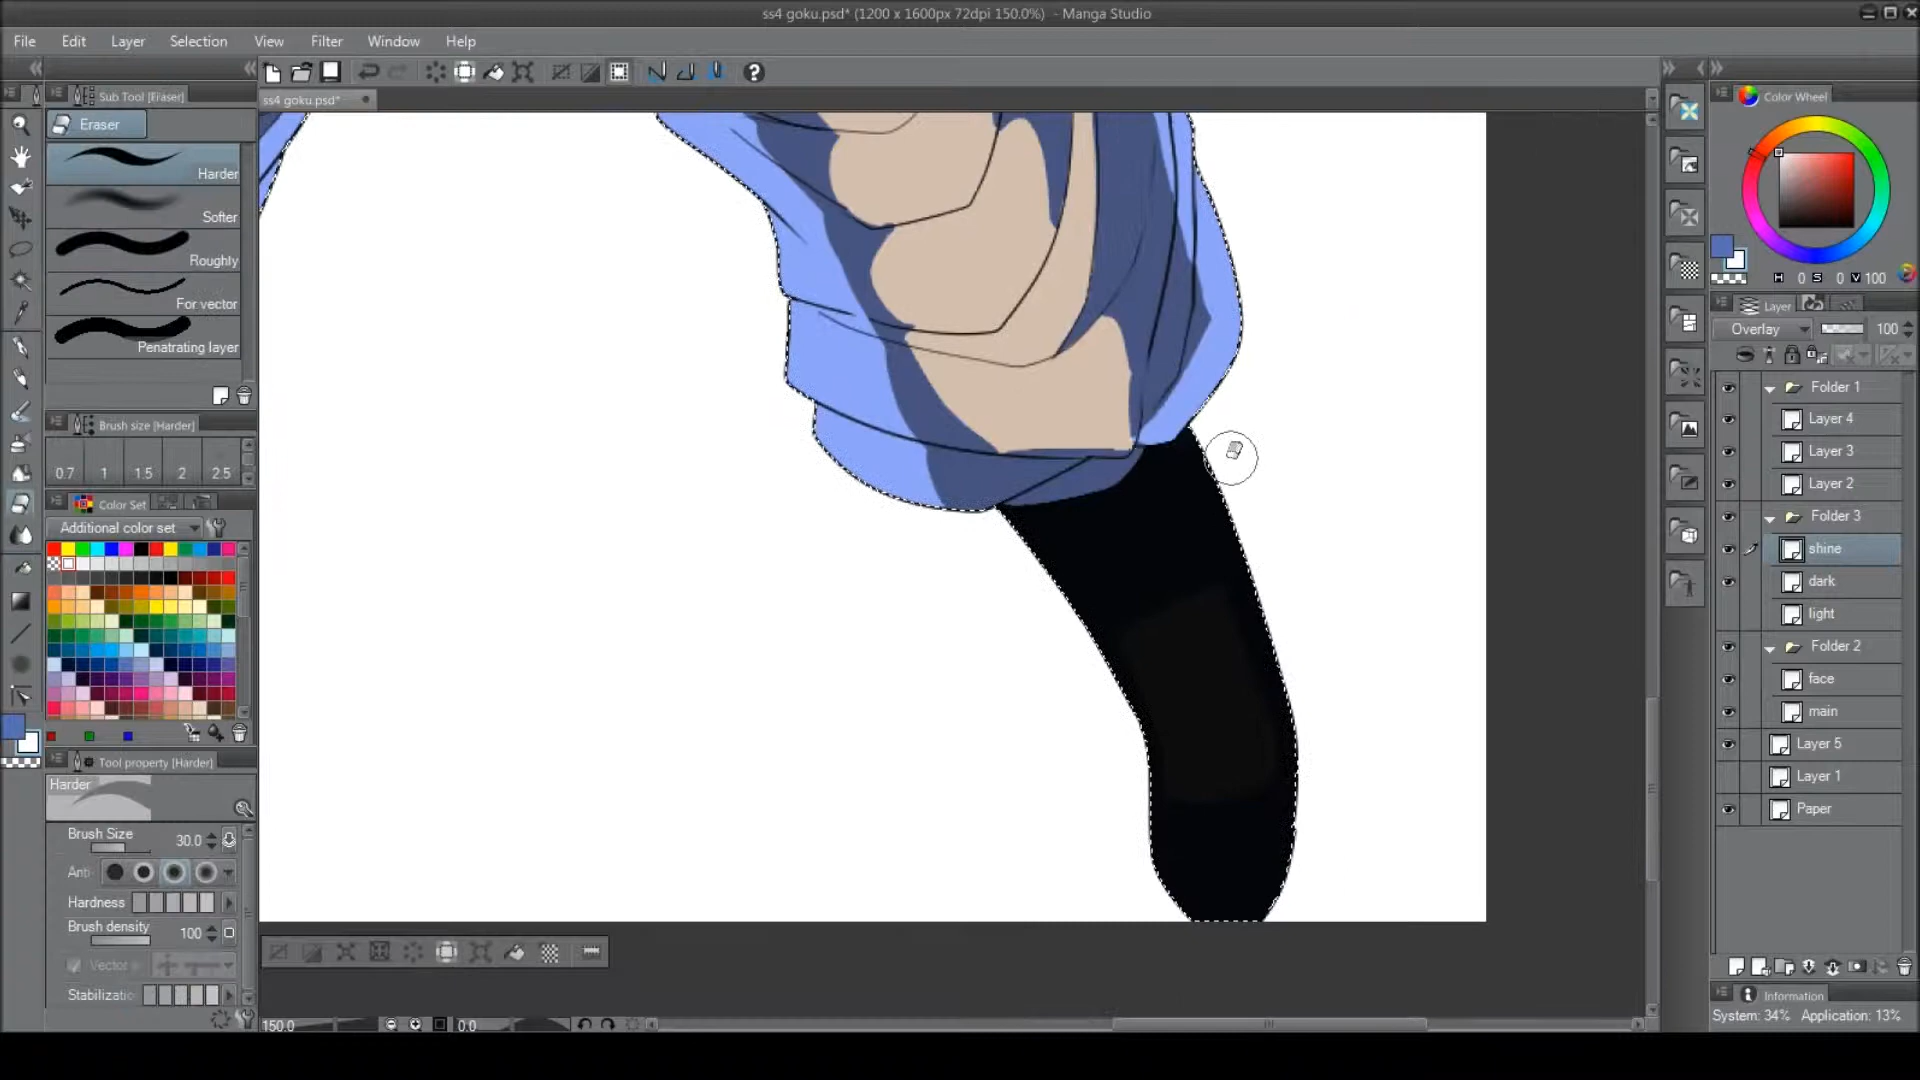 ss4 goku.psd* (1200 x 1600px 72dpi 150.0%) - Manga Studio
File Edit Layer Selection View Filter Window Help
Sub Tool [Eraser]
ss4 goku.psd*
Color Wheel
Eraser
Harder
Softer
Roughly
For vector
Penetrating layer
H 0 S 0 V 100
Layer
Overlay 100
Brush size [Harder]
0.7 1 1.5 2 2.5
Color Set
Additional color set
Folder 1
Layer 4
Layer 3
Layer 2
Folder 3
shine
dark
light
Folder 2
face
main
Layer 5
Layer 1
Paper
Tool property [Harder]
Harder
Brush Size 30.0
Anti
Hardness
Brush density 100
Vector
Stabilizatic
150.0 0.0
Information
System: 34% Application: 13%